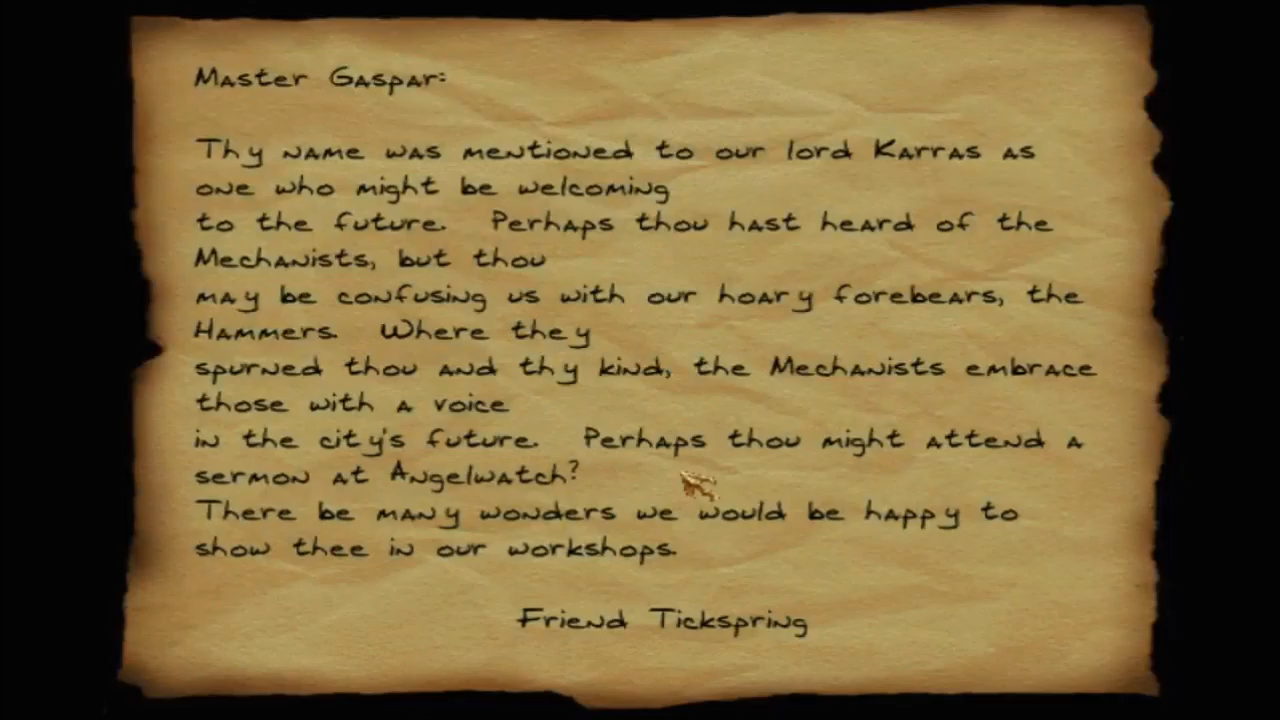 Master Gaspar:
Thy name was mentioned to our lord Karras as
one who might be welcoming
to the future. Perhaps thou hast heard of the
Mechanists, but thou
may be confusing us with our hoary forebears, the
Hammers. Where they
spurned thou and thy kind, the Mechanists embrace
those with a voice
in the city's future. Perhaps thou might attend a
sermon at Angelwatch?
There be many wonders we would be happy to
show thee in our workshops.
Friend Tickspring